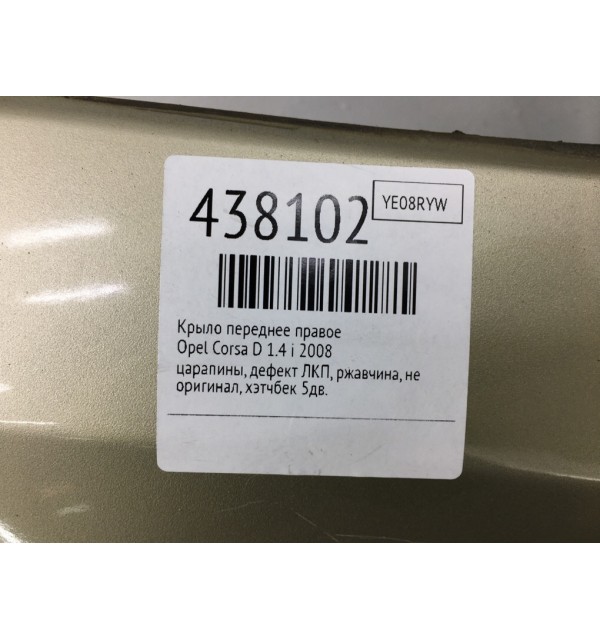 438102
YE08RYW
Крыло переднее правое
Opel Corsa D 1.4 i 2008
царапины, дефект ЛКП, ржавчина, не
оригинал, хэтчбек 5дв.